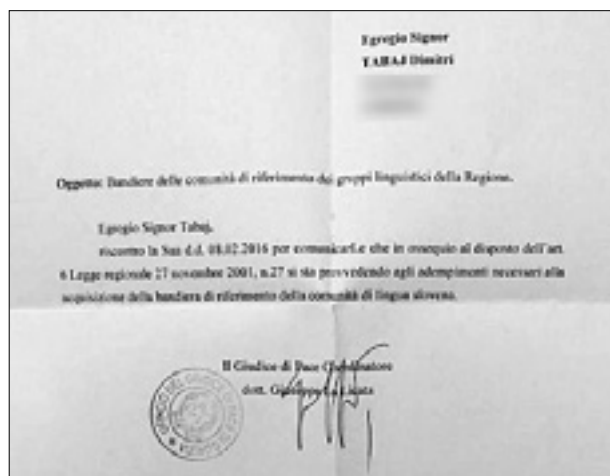 Egregio Signor
TABAJ Dimitri
Oggetto: Bandiere delle comunità di riferimento dei gruppi linguistici della Regione.
Egregio Signor Tabaj,
riscontro la Sua d.d. 08.02.2016 per comunicarLe che in ossequio al disposto dell'art.
6 Legge regionale 27 novembre 2001, n.27 si sta provvedendo agli adempimenti necessari alla
acquisizione della bandiera di riferimento della comunità di lingua slovena.
Il Giudice di Pace Coordinatore
dott. Giuseppe La Licata